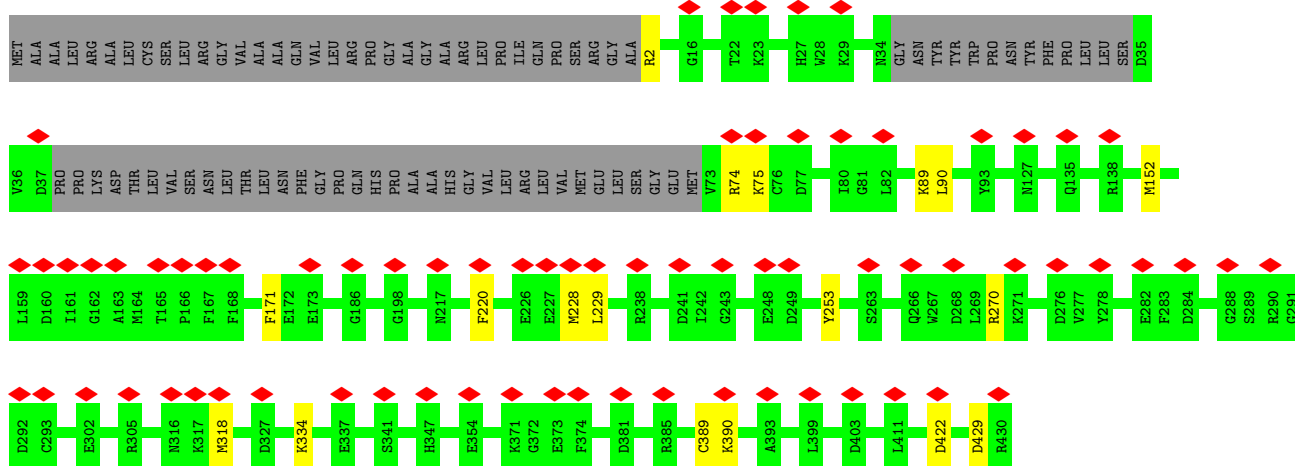 MET ALA ALA LEU ARG ALA LEU CYS SER LEU ARG GLY VAL ALA ALA GLN VAL LEU ARG PRO GLY ALA GLY ALA ARG LEU PRO ILE GLN PRO SER ARG GLY ALA R2 G16 T22 K23 H27 W28 K29 N34 GLY ASN TYR TYR TRP PRO ASN TYR PHE PRO LEU LEU SER D35
V36 D37 PRO PRO LYS ASP THR LEU VAL SER ASN LEU THR LEU ASN PHE GLY PRO GLN HIS PRO ALA ALA HIS GLY VAL LEU ARG LEU VAL MET GLU LEU SER GLY GLU MET V73 R74 K75 C76 D77 I80 G81 L82 K89 L90 Y93 N127 Q135 R138 M152
L159 D160 I161 G162 A163 M164 T165 P166 F167 F168 F171 E172 E173 G186 G198 N217 F220 E226 E227 M228 L229 R238 D241 I242 G243 E248 D249 Y253 S263 Q266 W267 D268 L269 R270 K271 D276 V277 Y278 E282 F283 D284 G288 S289 R290 G291
D292 C293 E302 R305 N316 K317 M318 D327 K334 E337 S341 H347 E354 K371 G372 E373 F374 D381 R385 C389 K390 A393 L399 D403 L411 D422 D429 R430